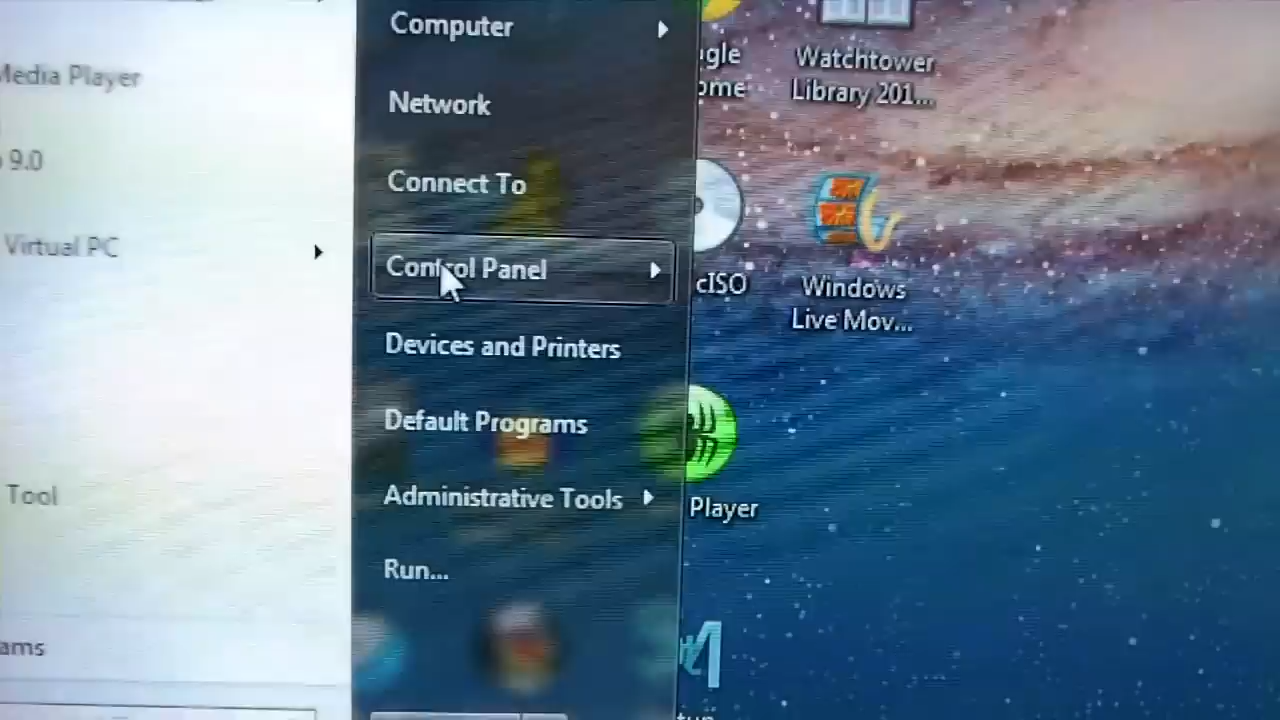 Media Player
9.0
Virtual PC
Tool
ams
Computer
Network
Connect To
Control Panel
Devices and Printers
Default Programs
Administrative Tools
Run...
gle
ome
Watchtower
Library 201...
cISO
Windows
Live Mov...
Player